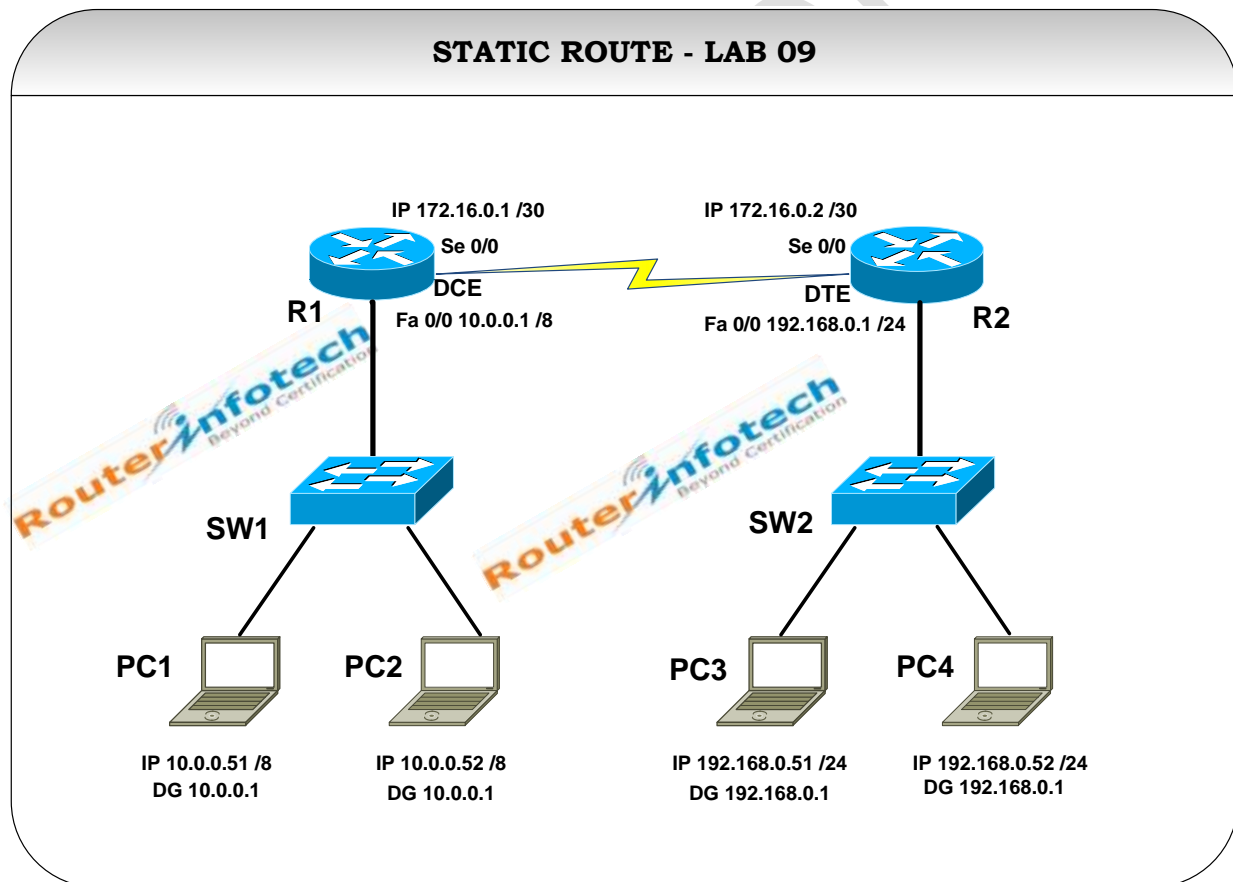 STATIC ROUTE - LAB 09
IP 172.16.0.1 /30
IP 172.16.0.2 /30
Se 0/0
Se 0/0
DCE
DTE
R1
R2
Fa 0/0 10.0.0.1 /8
Fa 0/0 192.168.0.1 /24
Router infotech
Beyond Certification
Router infotech
Beyond Certification
SW1
SW2
PC1
PC2
PC3
PC4
IP 10.0.0.51 /8
DG 10.0.0.1
IP 10.0.0.52 /8
DG 10.0.0.1
IP 192.168.0.51 /24
DG 192.168.0.1
IP 192.168.0.52 /24
DG 192.168.0.1